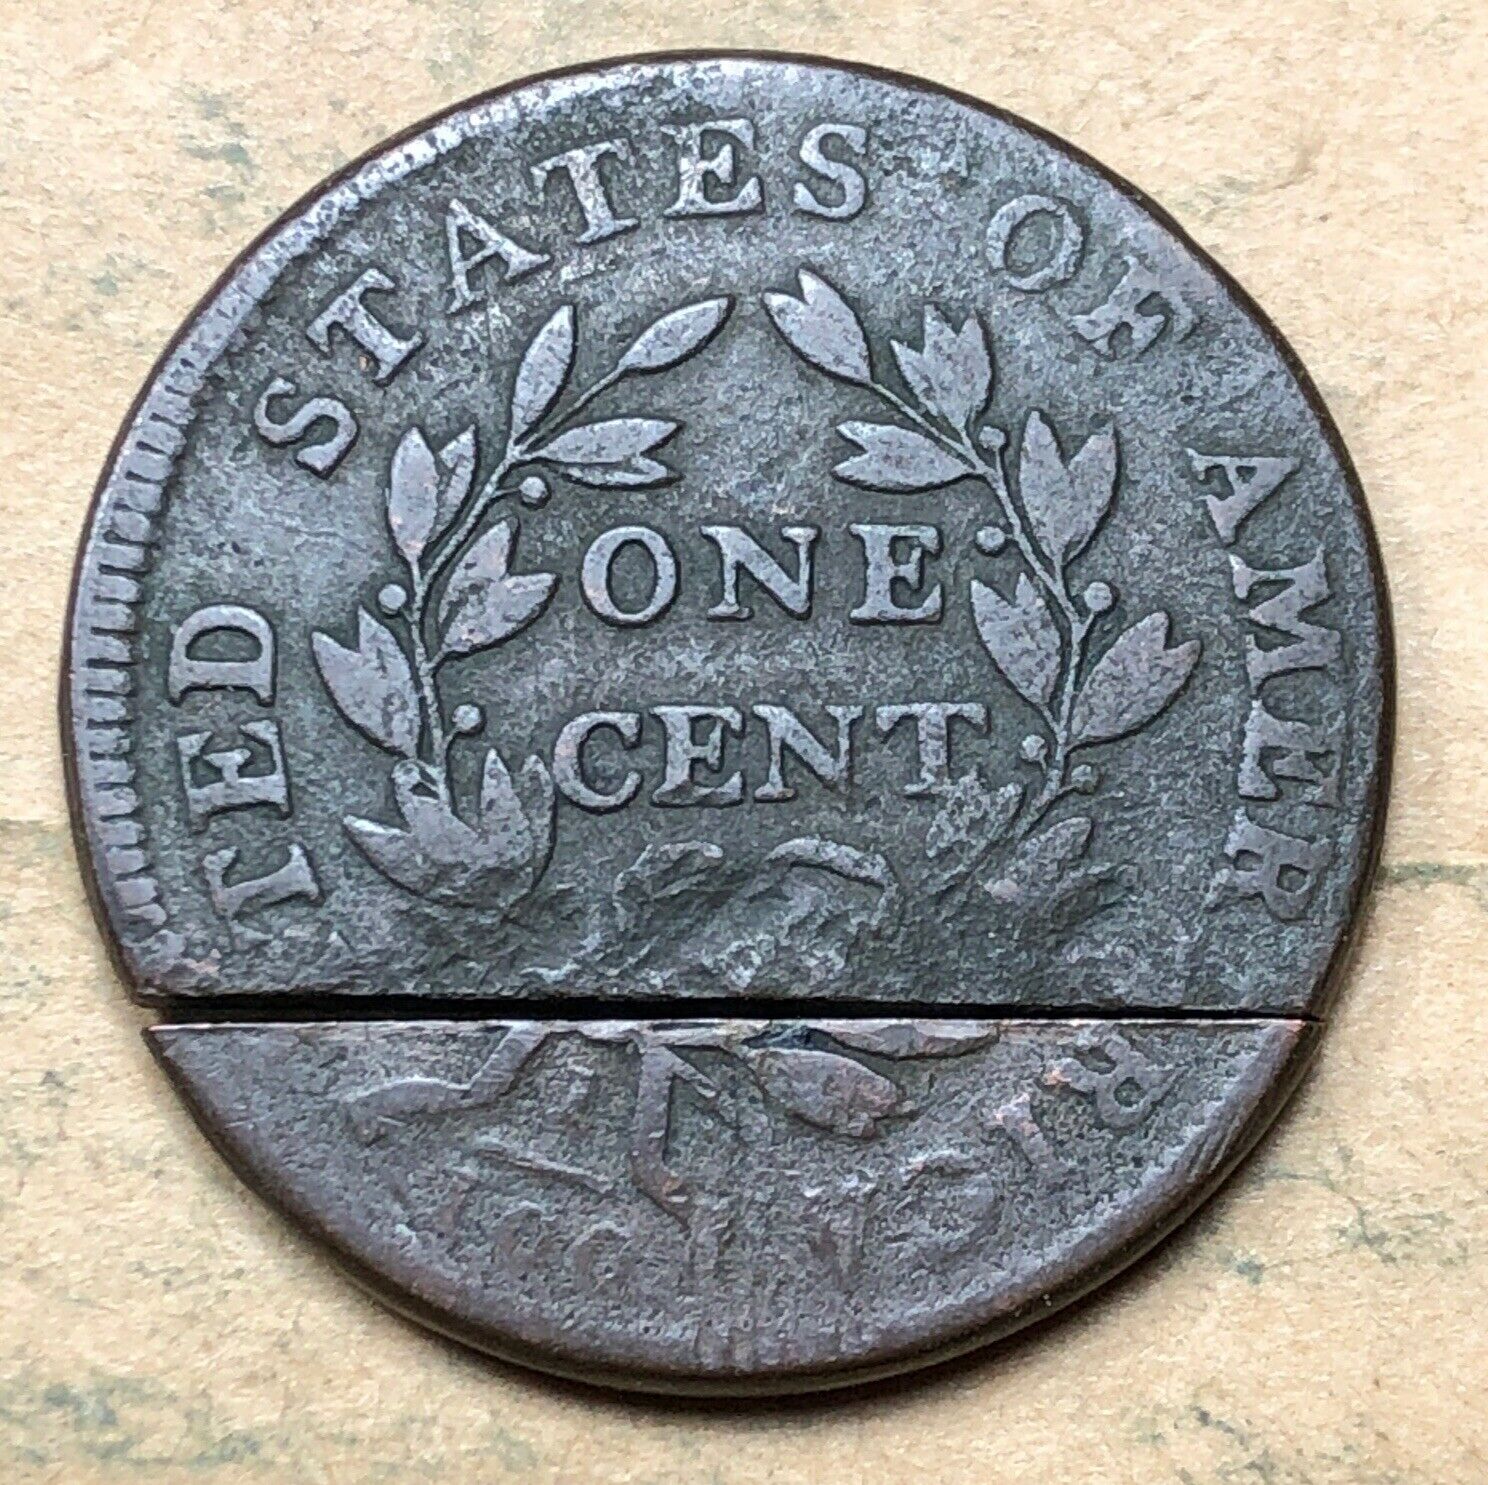 TED STATES OF AMER
ONE
CENT